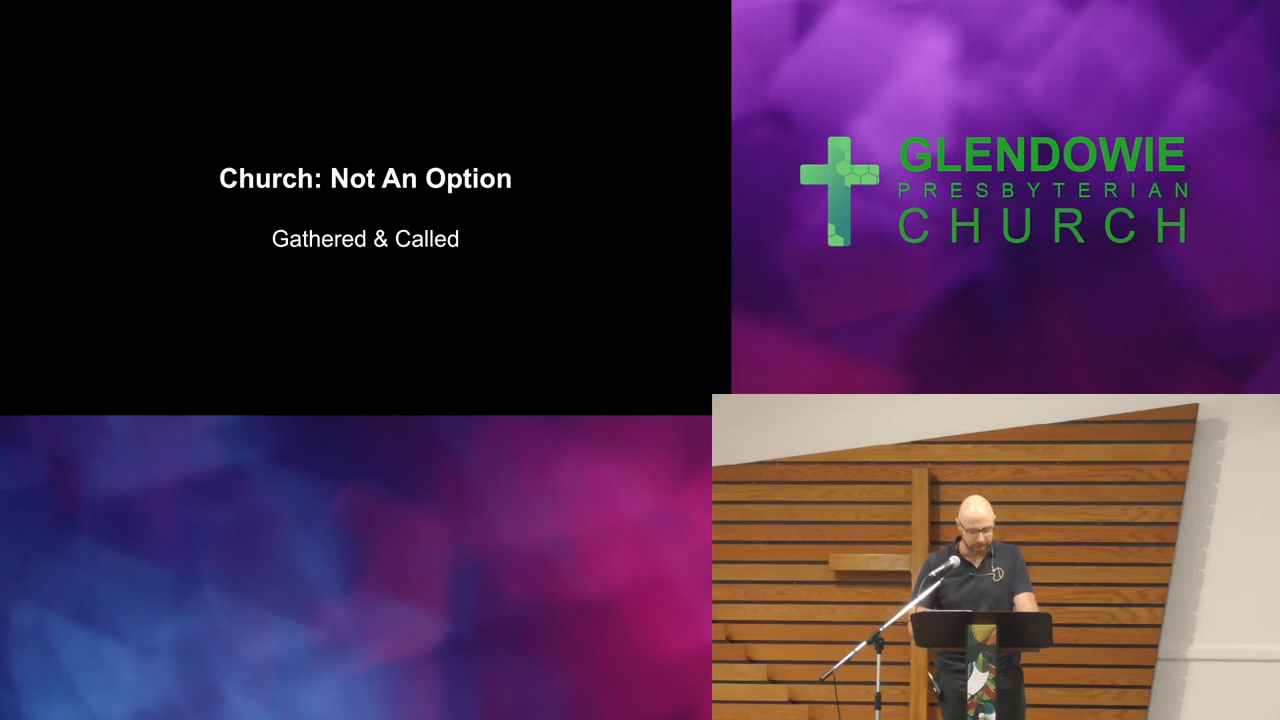 Church: Not An Option
Gathered & Called
GLENDOWIE
PRESBYTERIAN
CHURCH